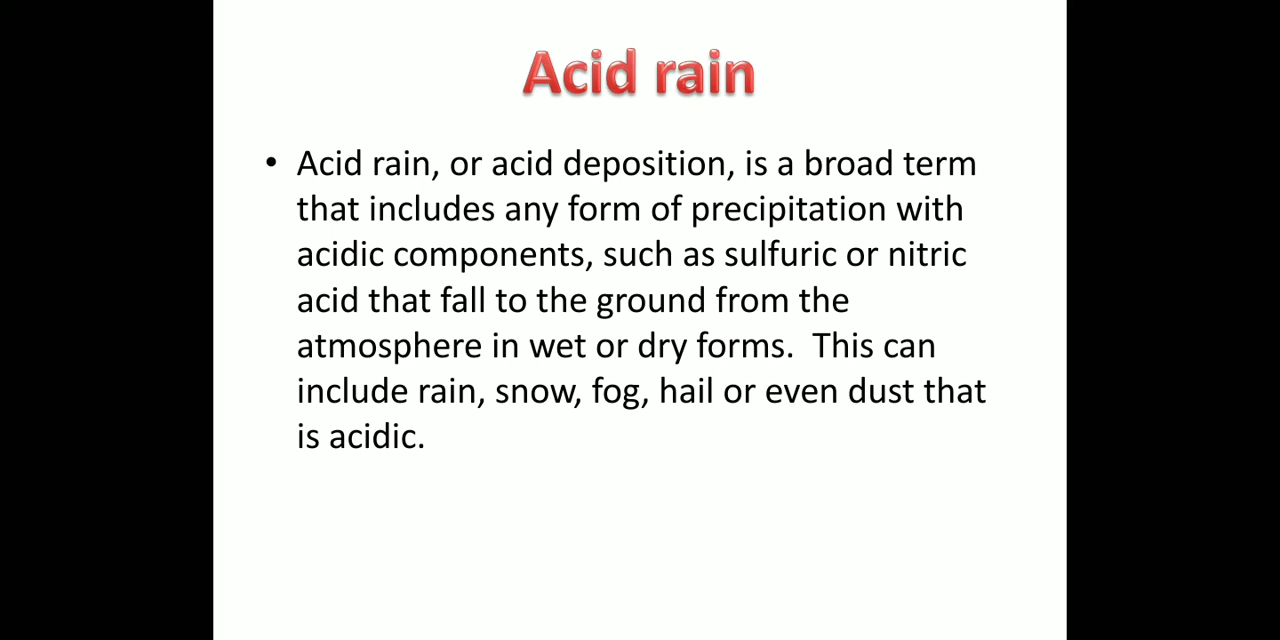 Acid rain
• Acid rain, or acid deposition, is a broad term
that includes any form of precipitation with
acidic components, such as sulfuric or nitric
acid that fall to the ground from the
atmosphere in wet or dry forms.  This can
include rain, snow, fog, hail or even dust that
is acidic.